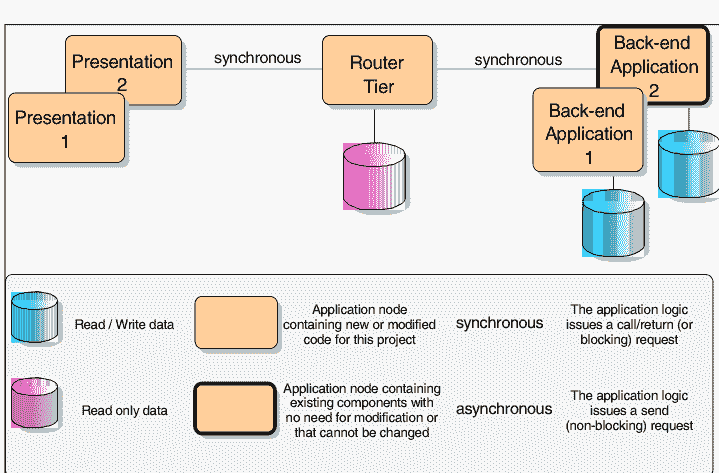 Presentation
2
Presentation
1
synchronous
Router
Tier
synchronous
Back-end
Application
2
Back-end
Application
1
Read / Write data
Application node
containing new or modified
code for this project
synchronous
The application logic
issues a call/return (or
blocking) request
Read only data
Application node containing
existing components with
no need for modification or
that cannot be changed
asynchronous
The application logic
issues a send
(non-blocking) request